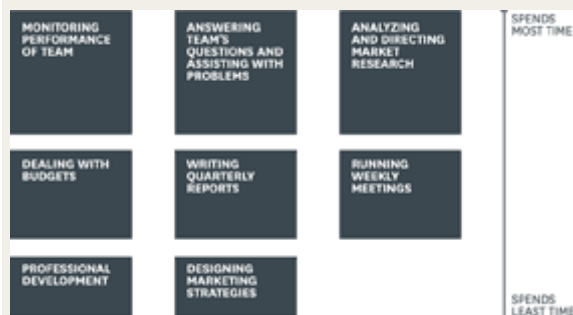 MONITORING
PERFORMANCE
OF TEAM
ANSWERING
TEAM'S
QUESTIONS AND
ASSISTING WITH
PROBLEMS
ANALYZING
AND DIRECTING
MARKET
RESEARCH
SPENDS
MOST TIME
DEALING WITH
BUDGETS
WRITING
QUARTERLY
REPORTS
RUNNING
WEEKLY
MEETINGS
PROFESSIONAL
DEVELOPMENT
DESIGNING
MARKETING
STRATEGIES
SPENDS
LEAST TIME